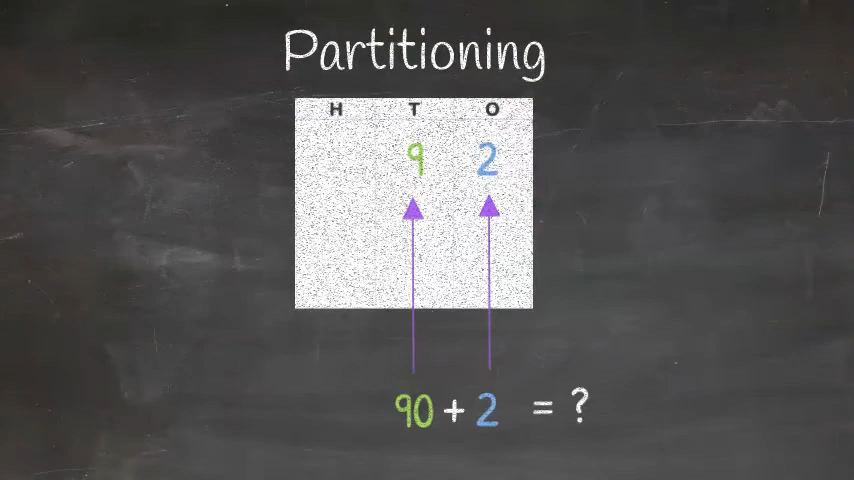 Partitioning
H T O
9 2
90 + 2 = ?